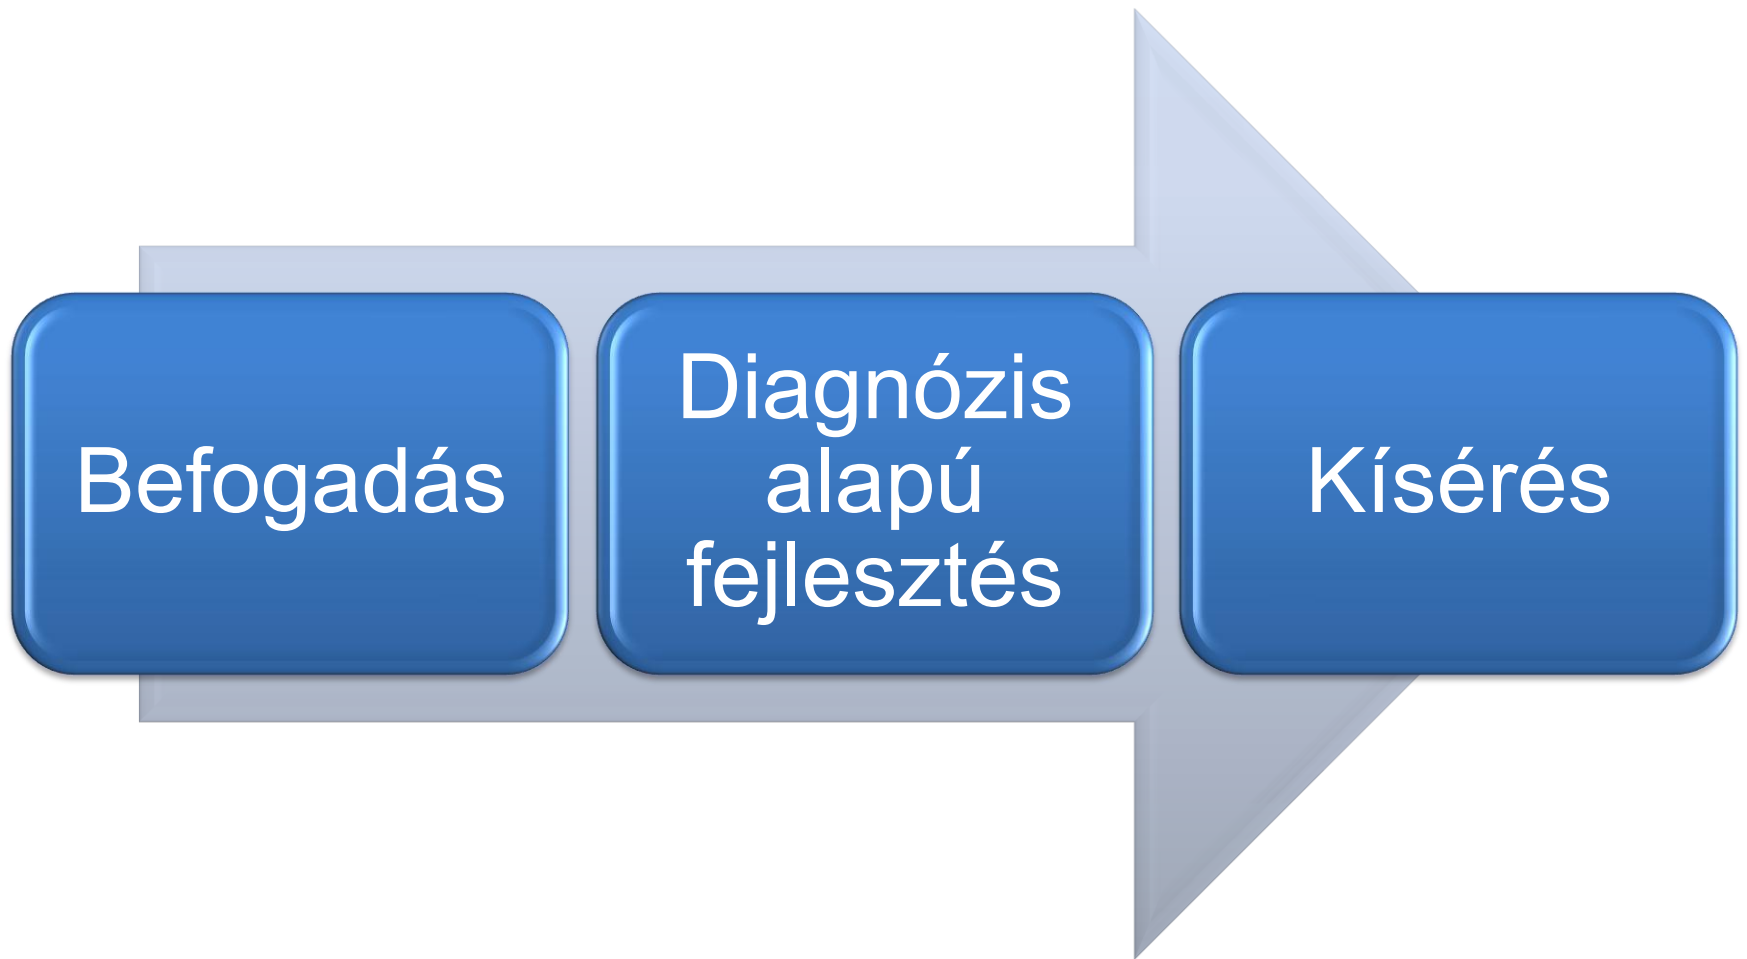 Befogadás
Diagnózis
alapú
fejlesztés
Kísérés